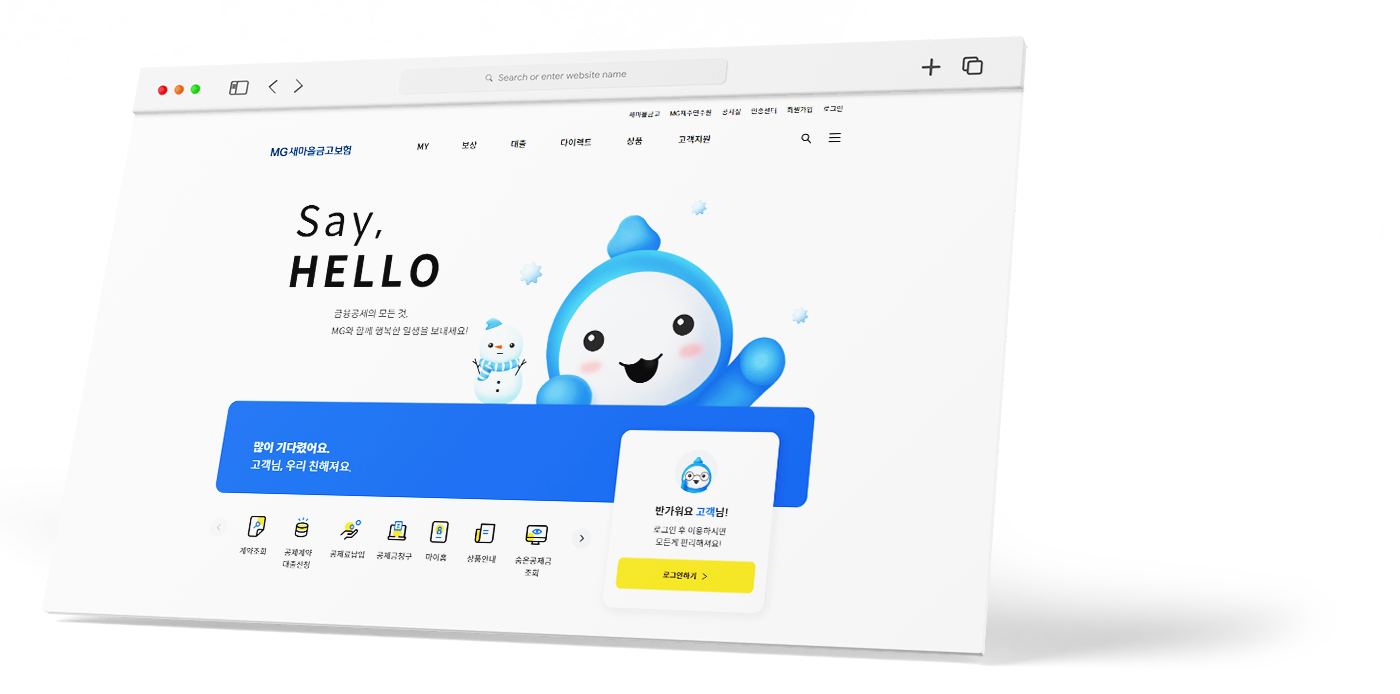 Search or enter website name
새마을금고 MG체주연수원 공시실 인증센터 회원가입 로그인
MG새마을금고보험 MY 보상 대출 다이렉트 상품 고객지원
Say,
HELLO
금융공제의 모든 것,
MG와 함께 행복한 일생을 보내세요!
많이 기다렸어요.
고객님, 우리 친해져요.
반가워요 고객님!
로그인 후 이용하시면
모든게 편리해져요!
로그인하기
계약조회
공제계약
대출신청
공제료납입
공제금청구
마이홈
상품안내
숨은공제금
조회